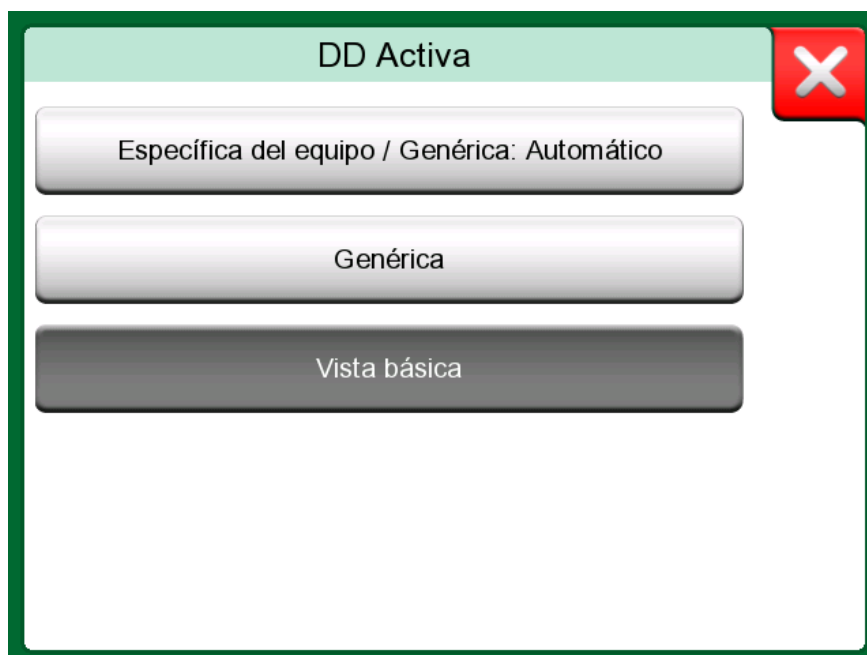 DD Activa
Específica del equipo / Genérica: Automático
Genérica
Vista básica